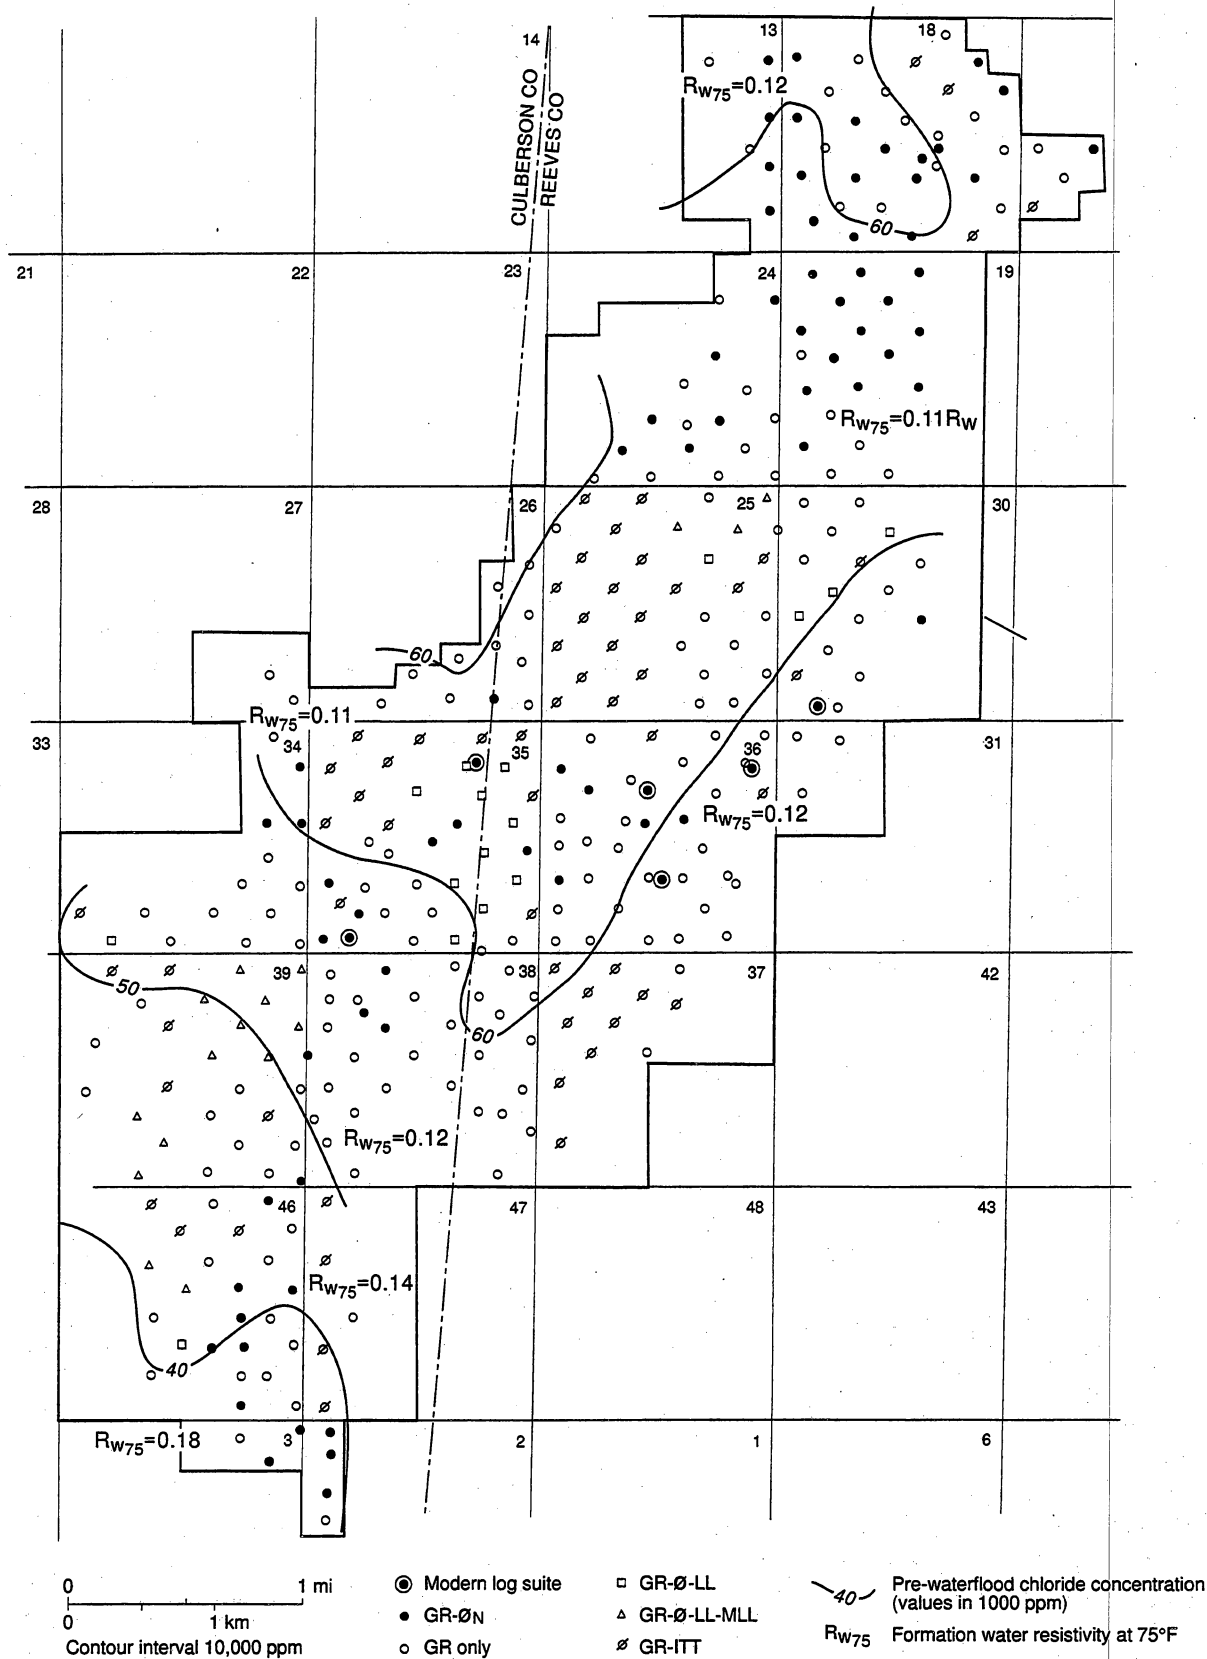 14
13
18
CULBERSON CO
REEVES CO
RW75=0.12
60
21
22
23
24
19
RW75=0.11RW
28
27
26
25
30
60
RW75=0.11
33
34
35
36
31
RW75=0.12
39
38
37
42
50
60
RW75=0.12
46
47
48
43
RW75=0.14
40
RW75=0.18
3
2
1
6
0 1 mi
0 1 km
Contour interval 10,000 ppm
Modern log suite
GR-ØN
GR only
GR-Ø-LL
GR-Ø-LL-MLL
GR-ITT
40 Pre-waterflood chloride concentration
(values in 1000 ppm)
RW75 Formation water resistivity at 75°F